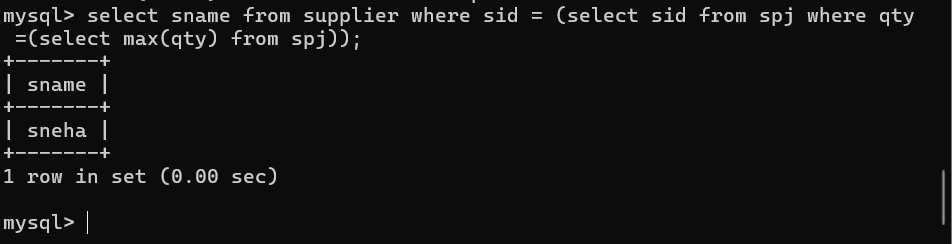 mysql> select sname from supplier where sid = (select sid from spj where qty
 =(select max(qty) from spj));
+-------+
| sname |
+-------+
| sneha |
+-------+
1 row in set (0.00 sec)

mysql>